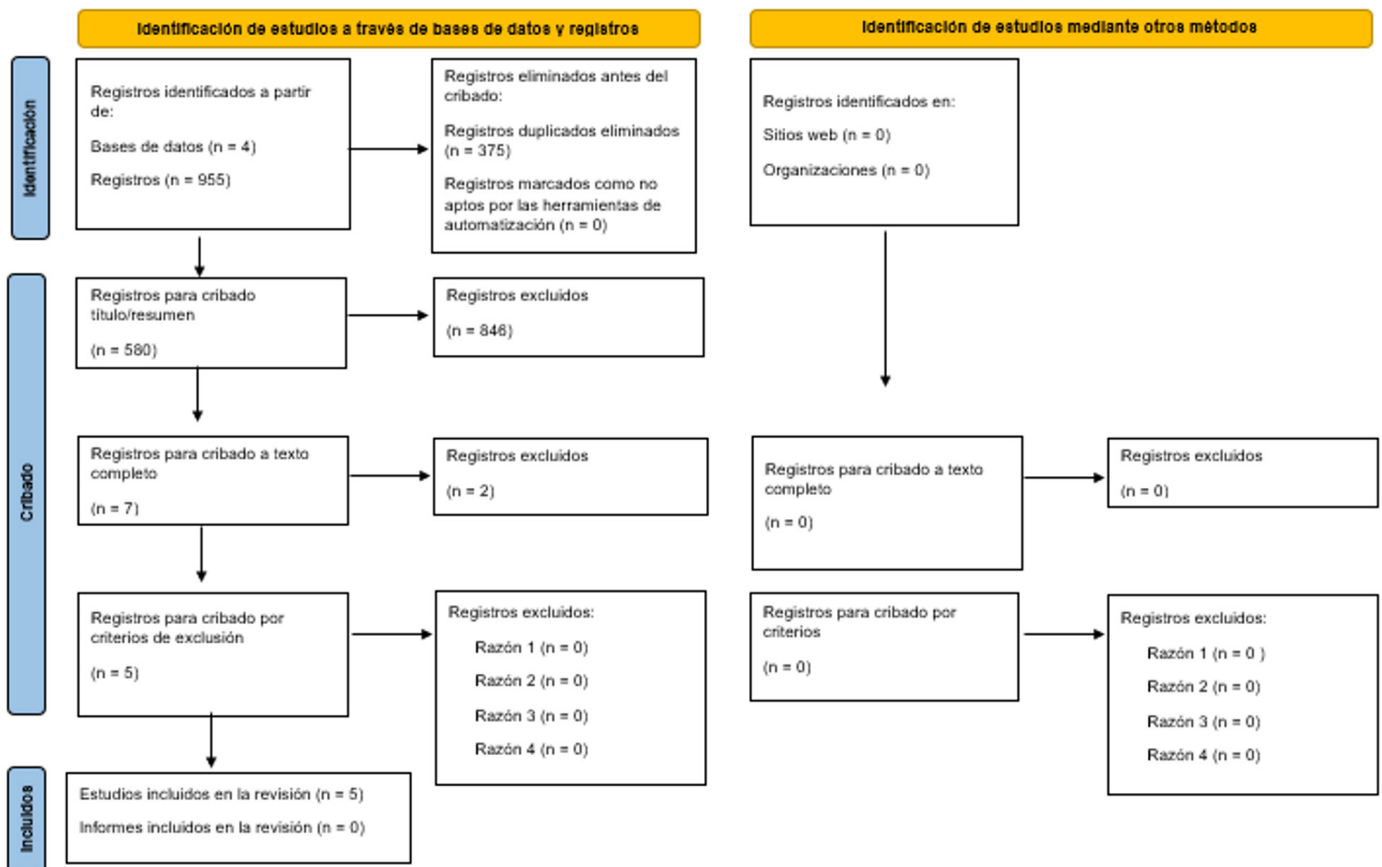 Identificación de estudios a través de bases de datos y registros
Identificación de estudios mediante otros métodos
Identificación
Registros identificados a partir
de:
Bases de datos (n = 4)
Registros (n = 955)
Registros eliminados antes del
cribado:
Registros duplicados eliminados
(n = 375)
Registros marcados como no
aptos por las herramientas de
automatización (n = 0)
Registros identificados en:
Sitios web (n = 0)
Organizaciones (n = 0)
Cribado
Registros para cribado
título/resumen
(n = 580)
Registros excluidos
(n = 846)
Registros para cribado a texto
completo
(n = 7)
Registros excluidos
(n = 2)
Registros para cribado a texto
completo
(n = 0)
Registros excluidos
(n = 0)
Registros para cribado por
criterios de exclusión
(n = 5)
Registros excluidos:
Razón 1 (n = 0)
Razón 2 (n = 0)
Razón 3 (n = 0)
Razón 4 (n = 0)
Registros para cribado por
criterios
(n = 0)
Registros excluidos:
Razón 1 (n = 0 )
Razón 2 (n = 0)
Razón 3 (n = 0)
Razón 4 (n = 0)
Incluidos
Estudios incluidos en la revisión (n = 5)
Informes incluidos en la revisión (n = 0)